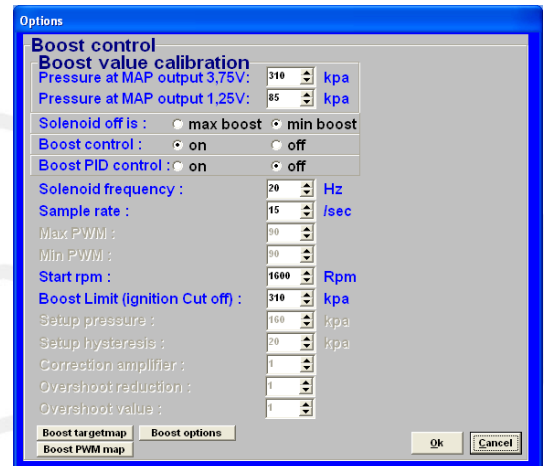 Options
Boost control
Boost value calibration
Pressure at MAP output 3,75V: 310 kpa
Pressure at MAP output 1,25V: 85 kpa
Solenoid off is : max boost min boost
Boost control : on off
Boost PID control : on off
Solenoid frequency : 20 Hz
Sample rate : 15 /sec
Max PWM : 90
Min PWM : 90
Start rpm : 1600 Rpm
Boost Limit (ignition Cut off) : 310 kpa
Setup pressure : 160 kpa
Setup hysteresis : 20 kpa
Correction amplifier : 1
Overshoot reduction : 1
Overshoot value : 1
Boost targetmap Boost options
Boost PWM map Ok Cancel